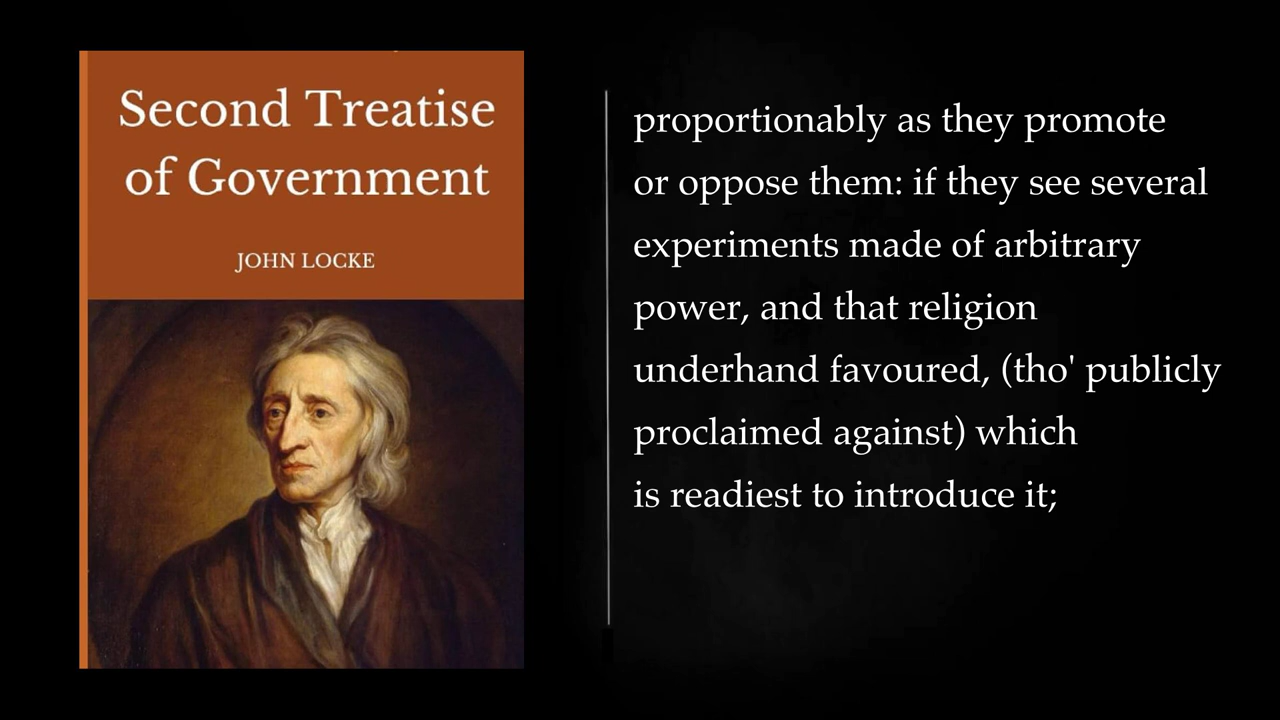 Second Treatise
of Government
JOHN LOCKE
proportionably as they promote
or oppose them: if they see several
experiments made of arbitrary
power, and that religion
underhand favoured, (tho' publicly
proclaimed against) which
is readiest to introduce it;